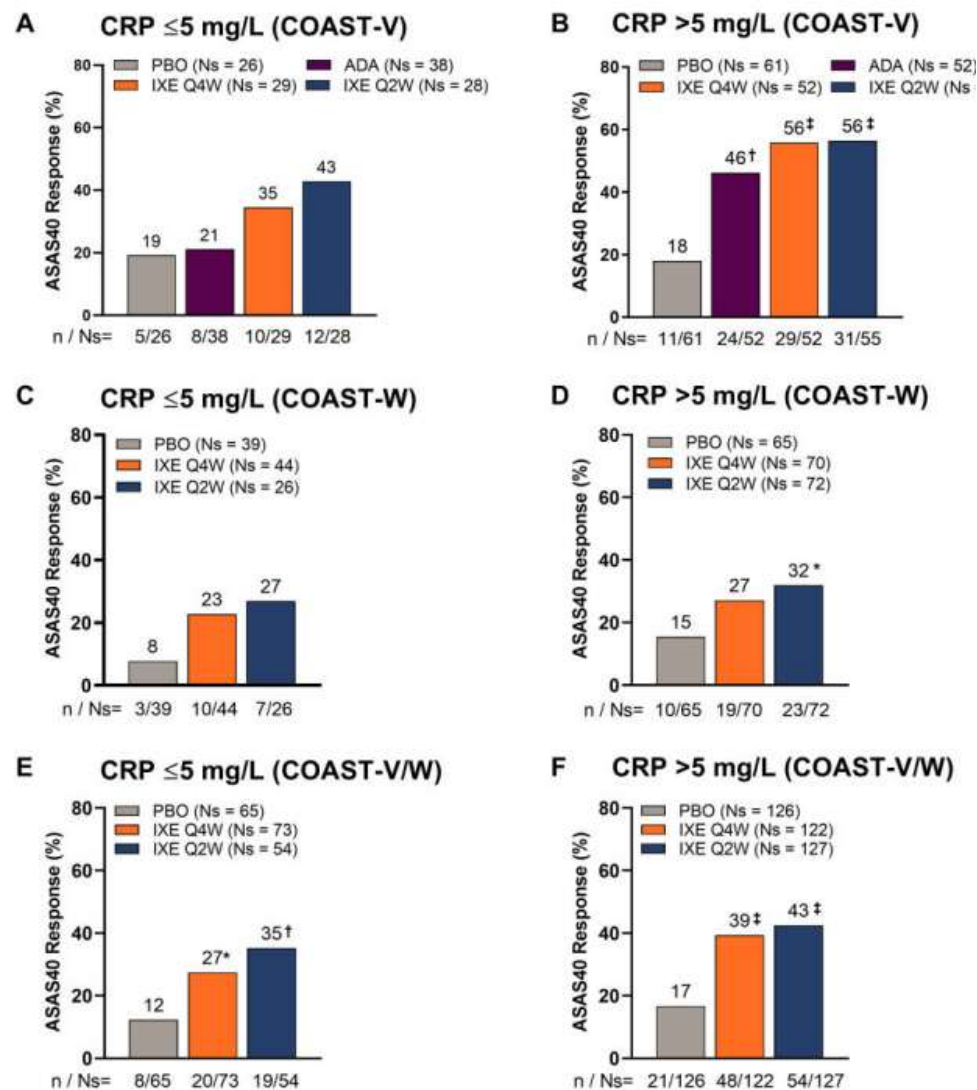 A CRP ≤5 mg/L (COAST-V)
ASAS40 Response (%)
80
60
40
20
0
PBO (Ns = 26) ADA (Ns = 38)
IXE Q4W (Ns = 29) IXE Q2W (Ns = 28)
19 21 35 43
n / Ns= 5/26 8/38 10/29 12/28
B CRP >5 mg/L (COAST-V)
ASAS40 Response (%)
80
60
40
20
0
PBO (Ns = 61) ADA (Ns = 52)
IXE Q4W (Ns = 52) IXE Q2W (Ns =
18 46† 56‡ 56‡
n / Ns= 11/61 24/52 29/52 31/55
C CRP ≤5 mg/L (COAST-W)
ASAS40 Response (%)
80
60
40
20
0
PBO (Ns = 39)
IXE Q4W (Ns = 44)
IXE Q2W (Ns = 26)
8 23 27
n / Ns= 3/39 10/44 7/26
D CRP >5 mg/L (COAST-W)
ASAS40 Response (%)
80
60
40
20
0
PBO (Ns = 65)
IXE Q4W (Ns = 70)
IXE Q2W (Ns = 72)
15 27 32 *
n / Ns= 10/65 19/70 23/72
E CRP ≤5 mg/L (COAST-V/W)
ASAS40 Response (%)
80
60
40
20
0
PBO (Ns = 65)
IXE Q4W (Ns = 73)
IXE Q2W (Ns = 54)
12 27* 35†
n / Ns= 8/65 20/73 19/54
F CRP >5 mg/L (COAST-V/W)
ASAS40 Response (%)
80
60
40
20
0
PBO (Ns = 126)
IXE Q4W (Ns = 122)
IXE Q2W (Ns = 127)
17 39‡ 43‡
n / Ns= 21/126 48/122 54/127